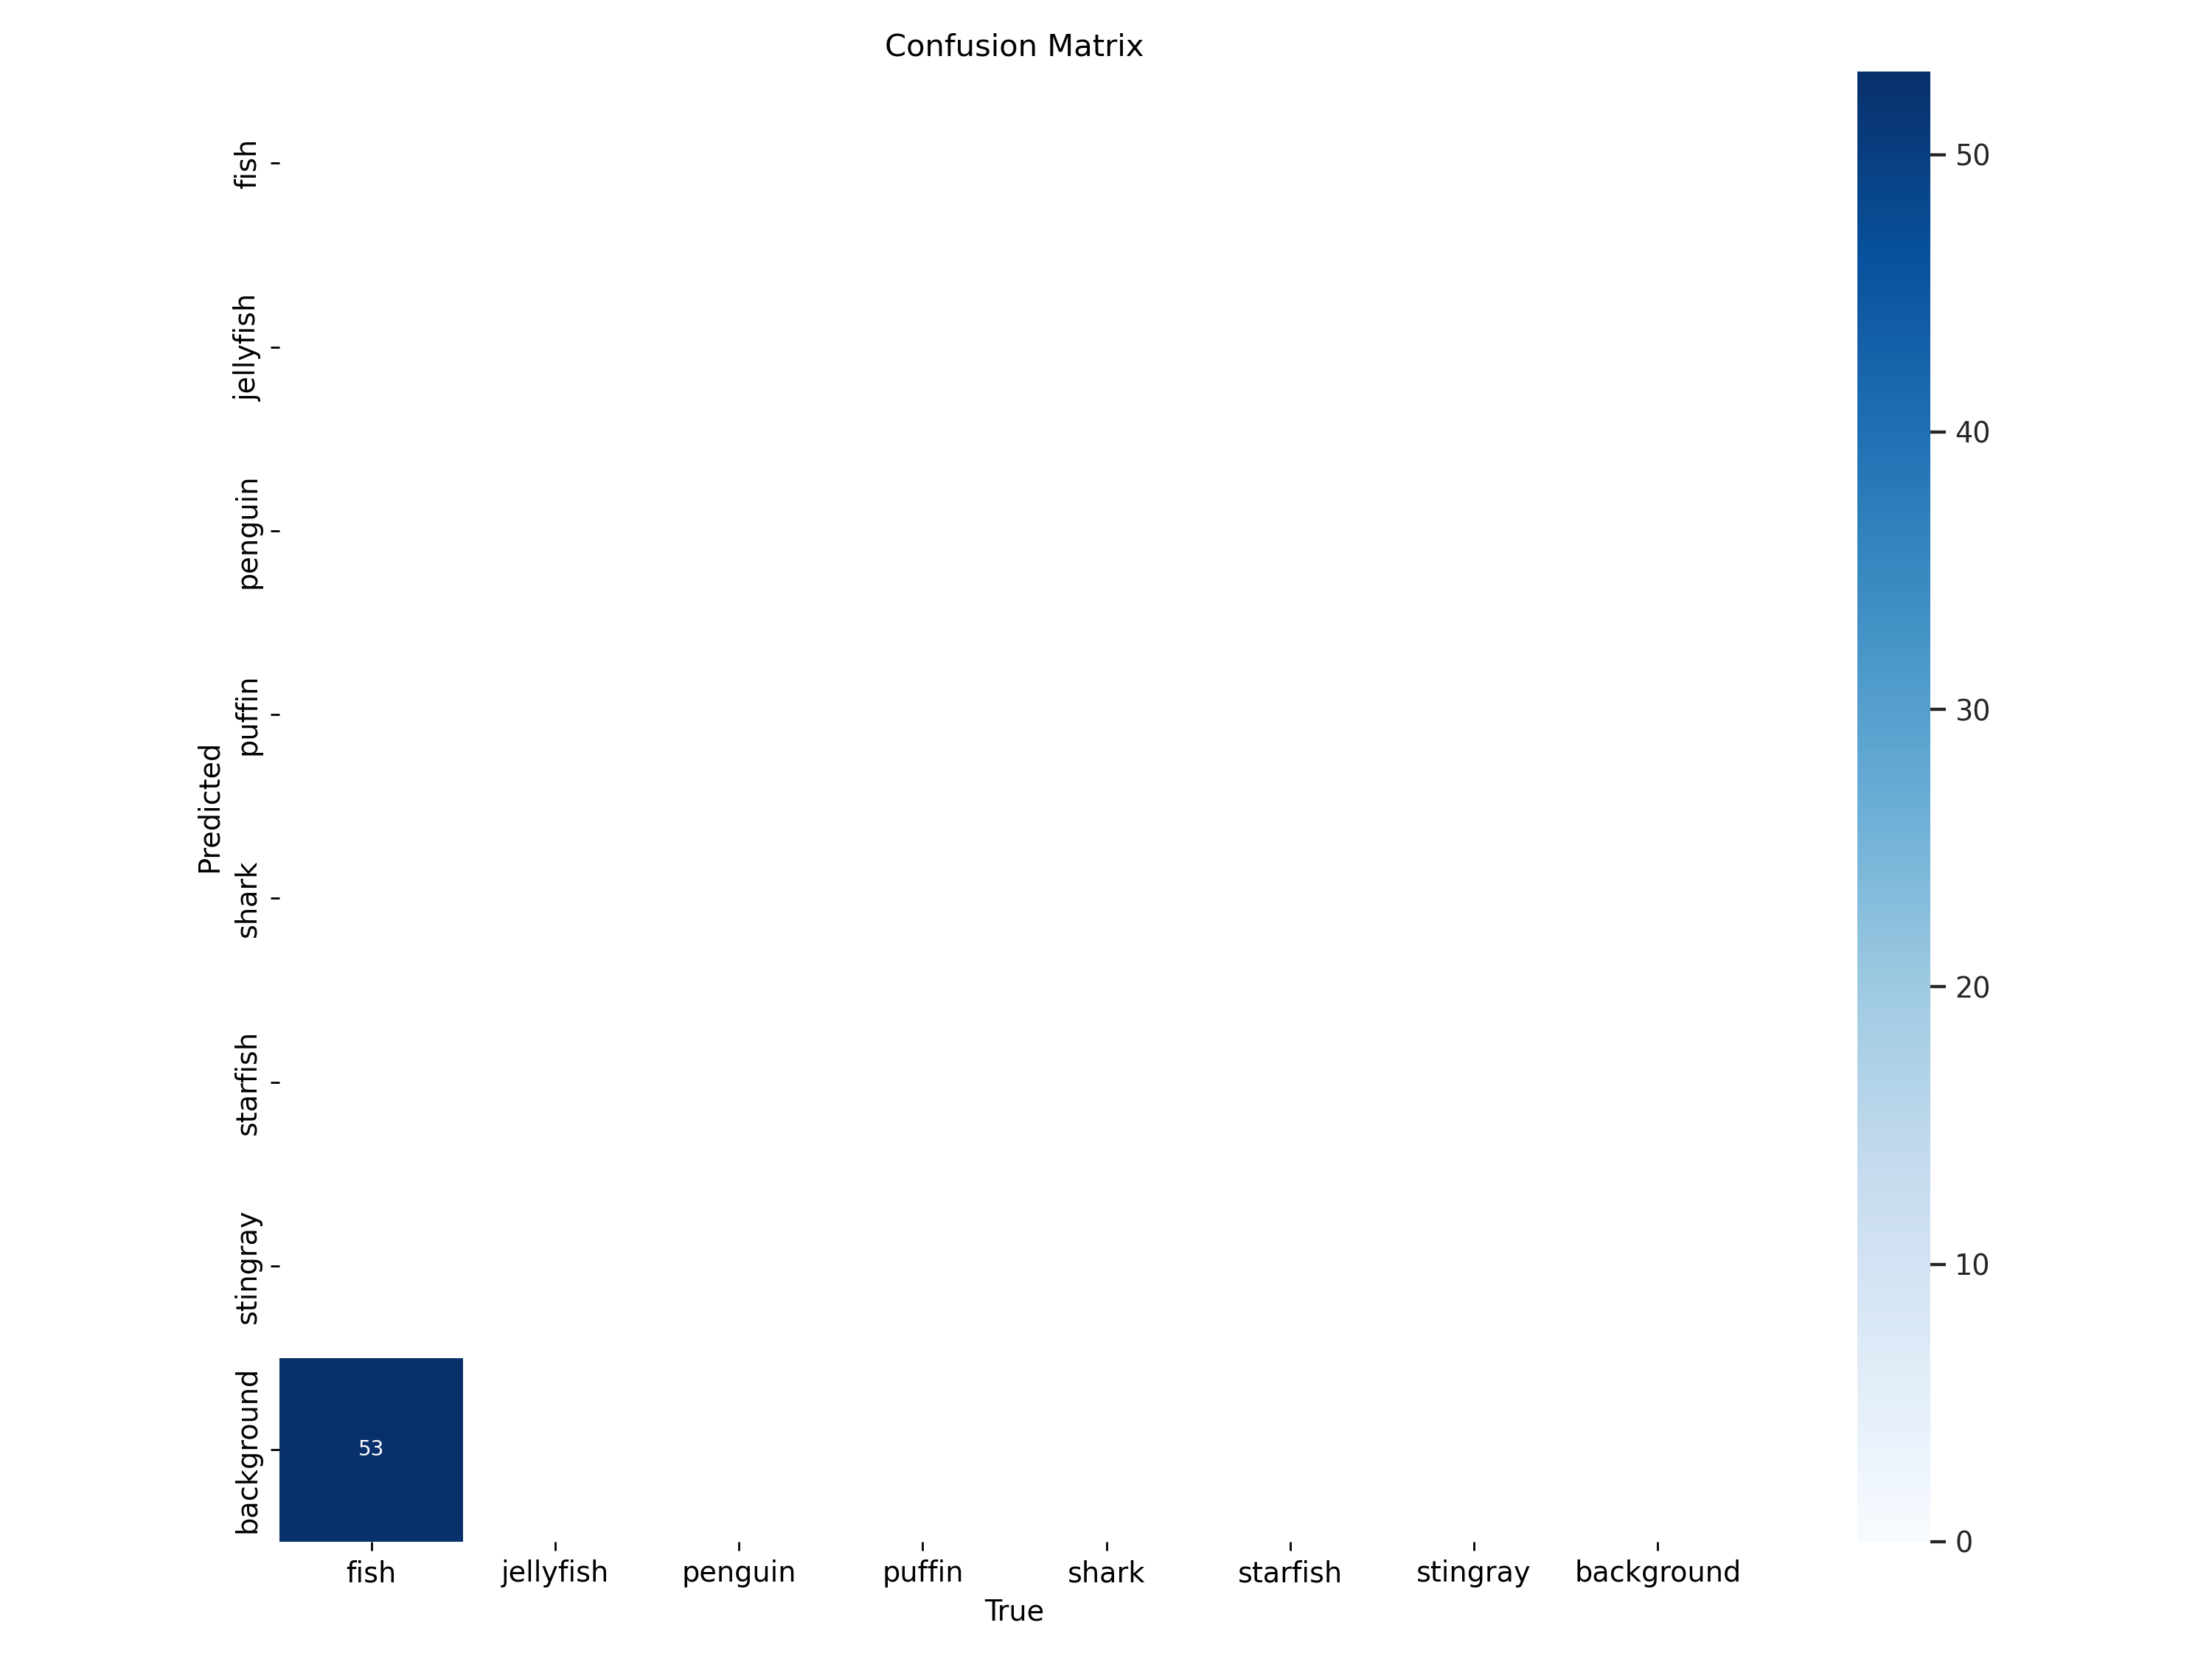 Confusion Matrix
fish
jellyfish
penguin
puffin
shark
starfish
stingray
background
Predicted
53
fish jellyfish penguin puffin shark starfish stingray background
True
50
40
30
20
10
0